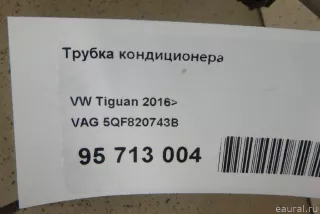 Трубка кондиционера
VW Tiguan 2016>
VAG 5QF820743B
95 713 004
eaural.ru